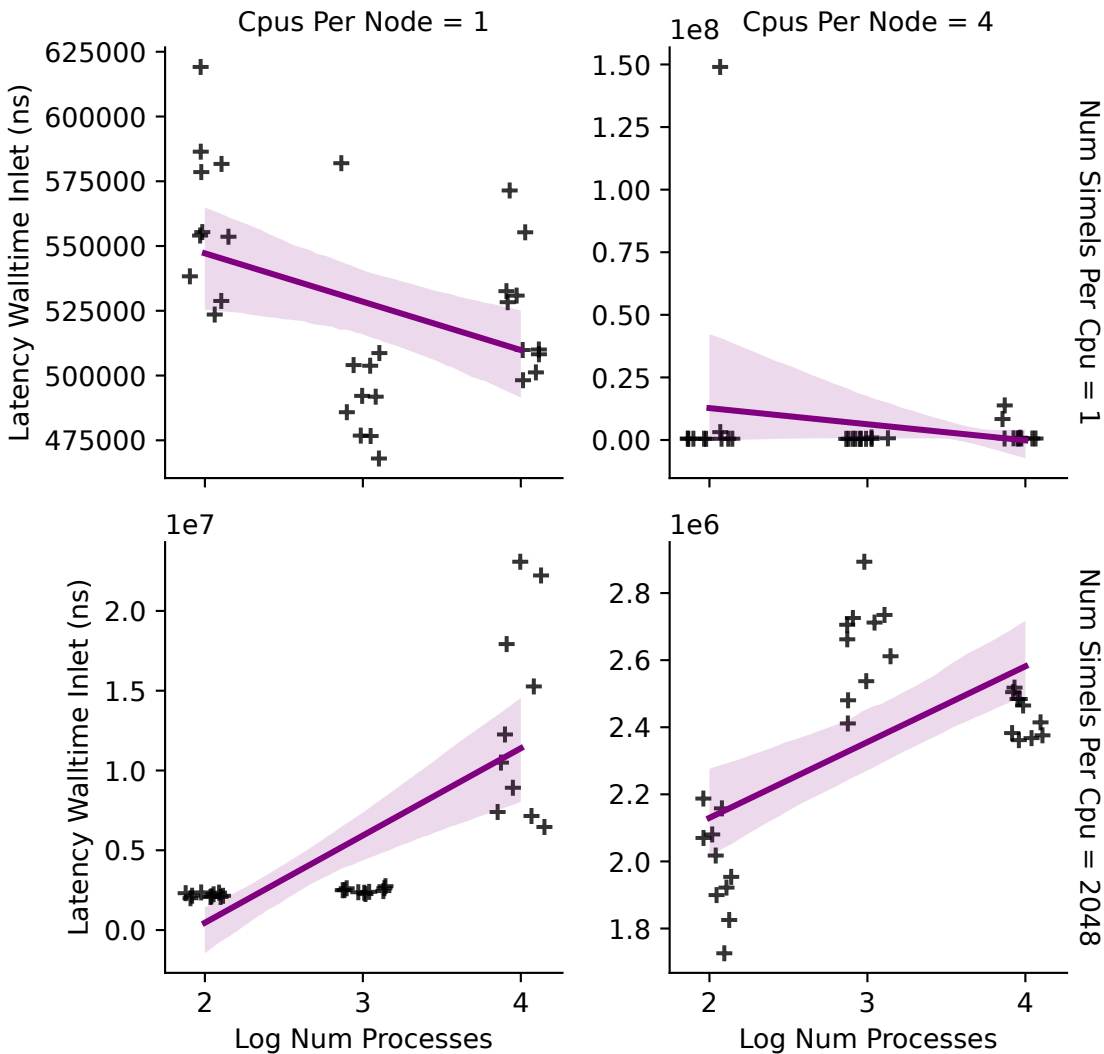 Cpus Per Node = 1
Cpus Per Node = 4
1e8
Latency Walltime Inlet (ns)
625000
600000
575000
550000
525000
500000
475000
1.50
1.25
1.00
0.75
0.50
0.25
0.00
Num Simels Per Cpu = 1
1e7
1e6
Latency Walltime Inlet (ns)
2.0
1.5
1.0
0.5
0.0
2.8
2.6
2.4
2.2
2.0
1.8
Num Simels Per Cpu = 2048
2
3
4
2
3
4
Log Num Processes
Log Num Processes